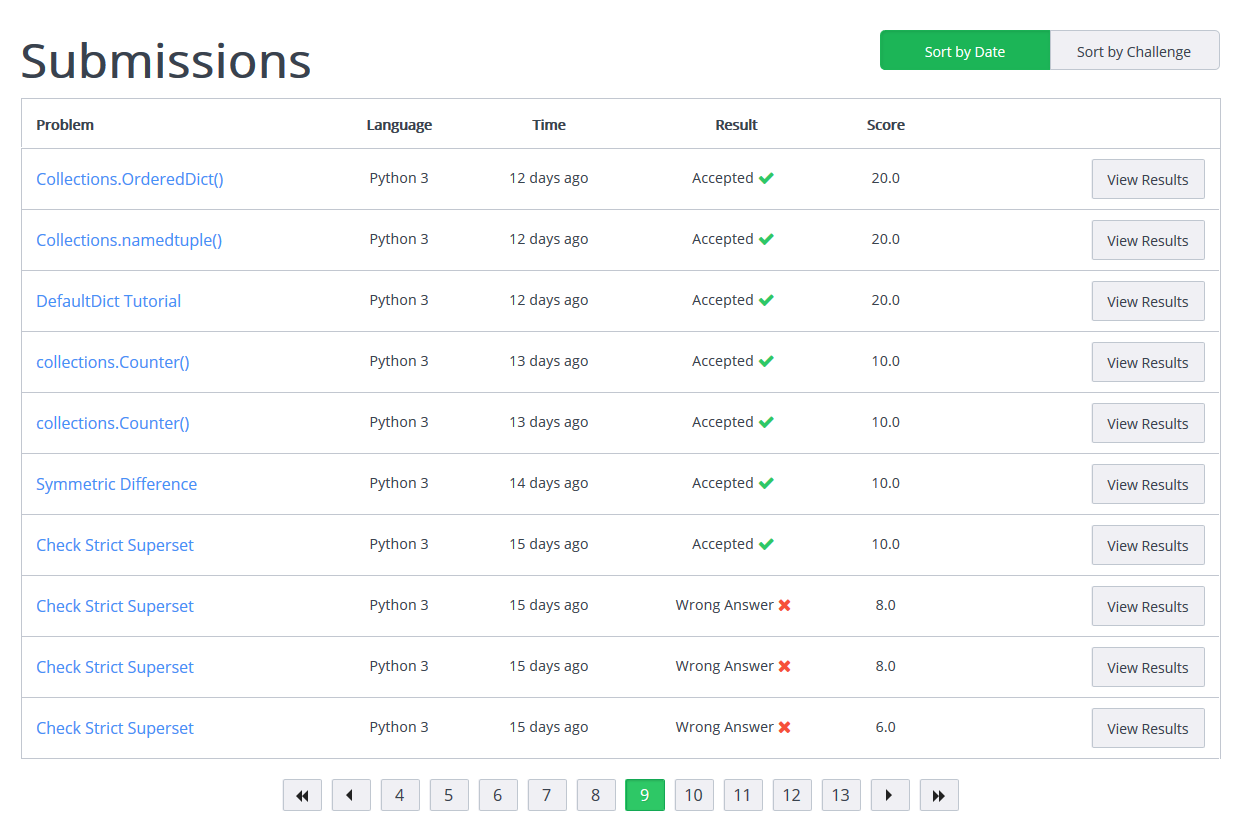 Submissions
Sort by Date Sort by Challenge
Problem Language Time Result Score
Collections.OrderedDict() Python 3 12 days ago Accepted 20.0 View Results
Collections.namedtuple() Python 3 12 days ago Accepted 20.0 View Results
DefaultDict Tutorial Python 3 12 days ago Accepted 20.0 View Results
collections.Counter() Python 3 13 days ago Accepted 10.0 View Results
collections.Counter() Python 3 13 days ago Accepted 10.0 View Results
Symmetric Difference Python 3 14 days ago Accepted 10.0 View Results
Check Strict Superset Python 3 15 days ago Accepted 10.0 View Results
Check Strict Superset Python 3 15 days ago Wrong Answer 8.0 View Results
Check Strict Superset Python 3 15 days ago Wrong Answer 8.0 View Results
Check Strict Superset Python 3 15 days ago Wrong Answer 6.0 View Results
4 5 6 7 8 9 10 11 12 13